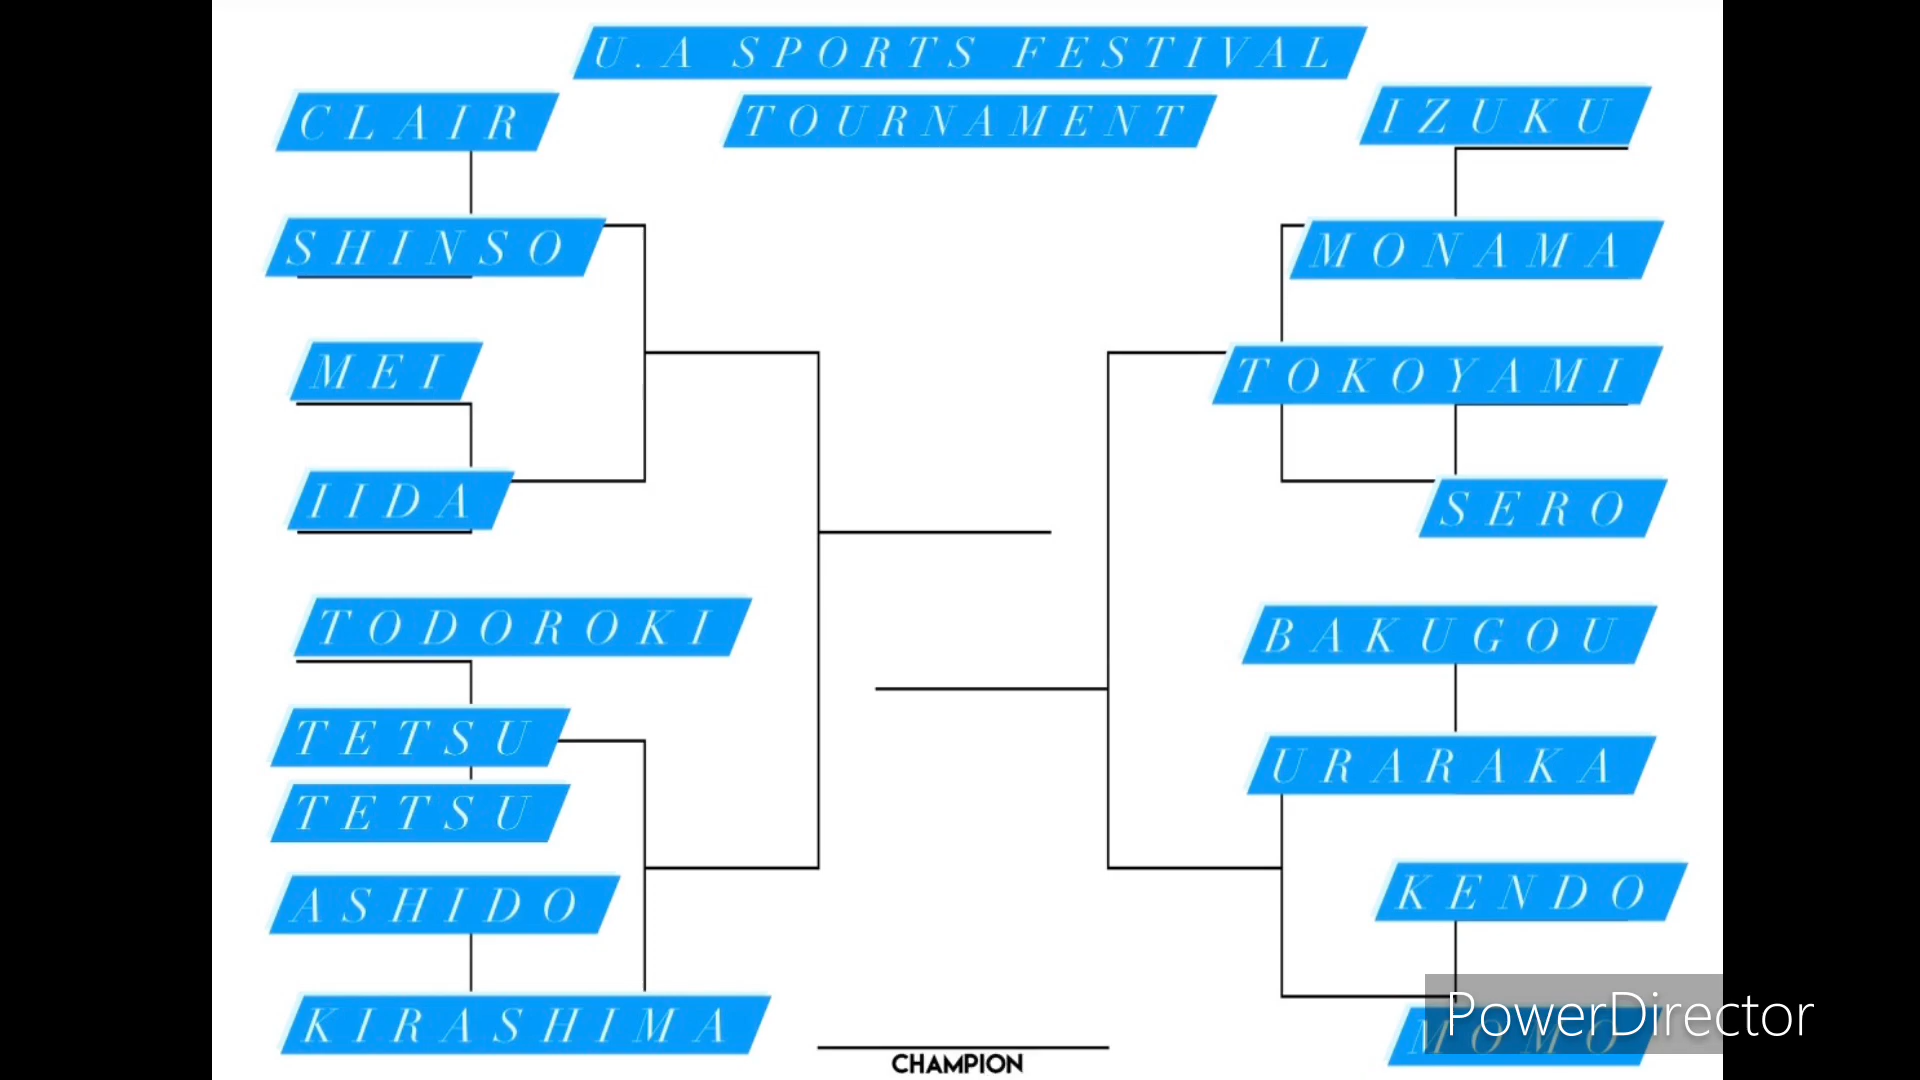 U.A SPORTS FESTIVAL
TOURNAMENT
CLAIR
SHINSO
MEI
IIDA
TODOROKI
TETSU
TETSU
ASHIDO
KIRASHIMA
IZUKU
MONAMA
TOKOYAMI
SERO
BAKUGOU
URARAKA
KENDO
MOMO
PowerDirector
CHAMPION